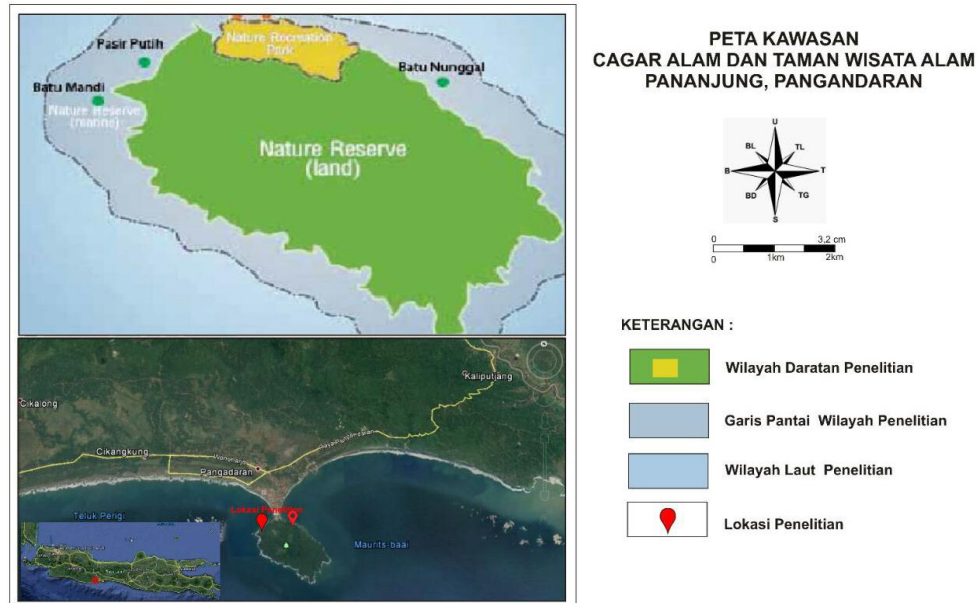 PETA KAWASAN
CAGAR ALAM DAN TAMAN WISATA ALAM
PANANJUNG, PANGANDARAN
Nature Recreation
Park
Pasir Putih
Batu Nunggal
Batu Mandi
Nature Reserve
(marine)
Nature Reserve
(land)
U
BL
TL
B
T
BD
TG
S
0
3,2 cm
0
1km
2km
KETERANGAN :
Wilayah Daratan Penelitian
Garis Pantai Wilayah Penelitian
Wilayah Laut Penelitian
Lokasi Penelitian
Kaliputjang
Cikalong
Cikangkung
Pangadaran
Lokasi Penelitian
Teluk Perigi
Maurits-baai